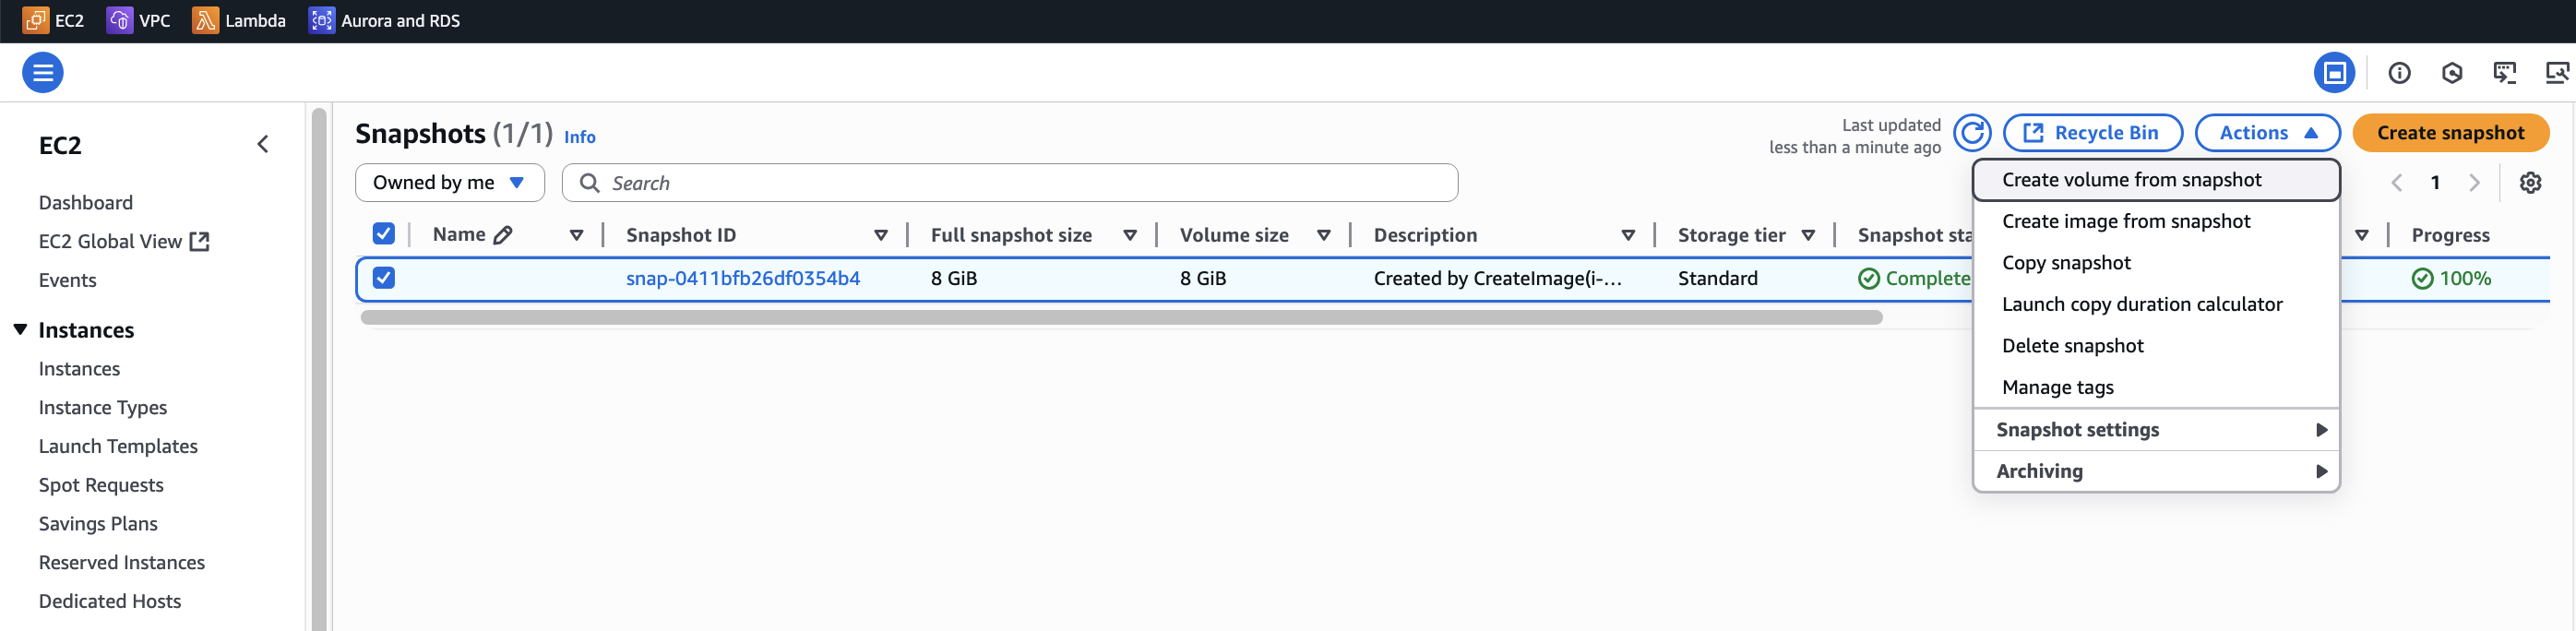 EC2 VPC Lambda Aurora and RDS
EC2
Dashboard
EC2 Global View
Events
Instances
Instances
Instance Types
Launch Templates
Spot Requests
Savings Plans
Reserved Instances
Dedicated Hosts
Snapshots (1/1) Info
Last updated
less than a minute ago
Recycle Bin
Actions
Create snapshot
Owned by me
Search
1
Name Snapshot ID Full snapshot size Volume size Description Storage tier Snapshot sta Progress
snap-0411bfb26df0354b4 8 GiB 8 GiB Created by CreateImage(i-... Standard Complete 100%
Create volume from snapshot
Create image from snapshot
Copy snapshot
Launch copy duration calculator
Delete snapshot
Manage tags
Snapshot settings
Archiving